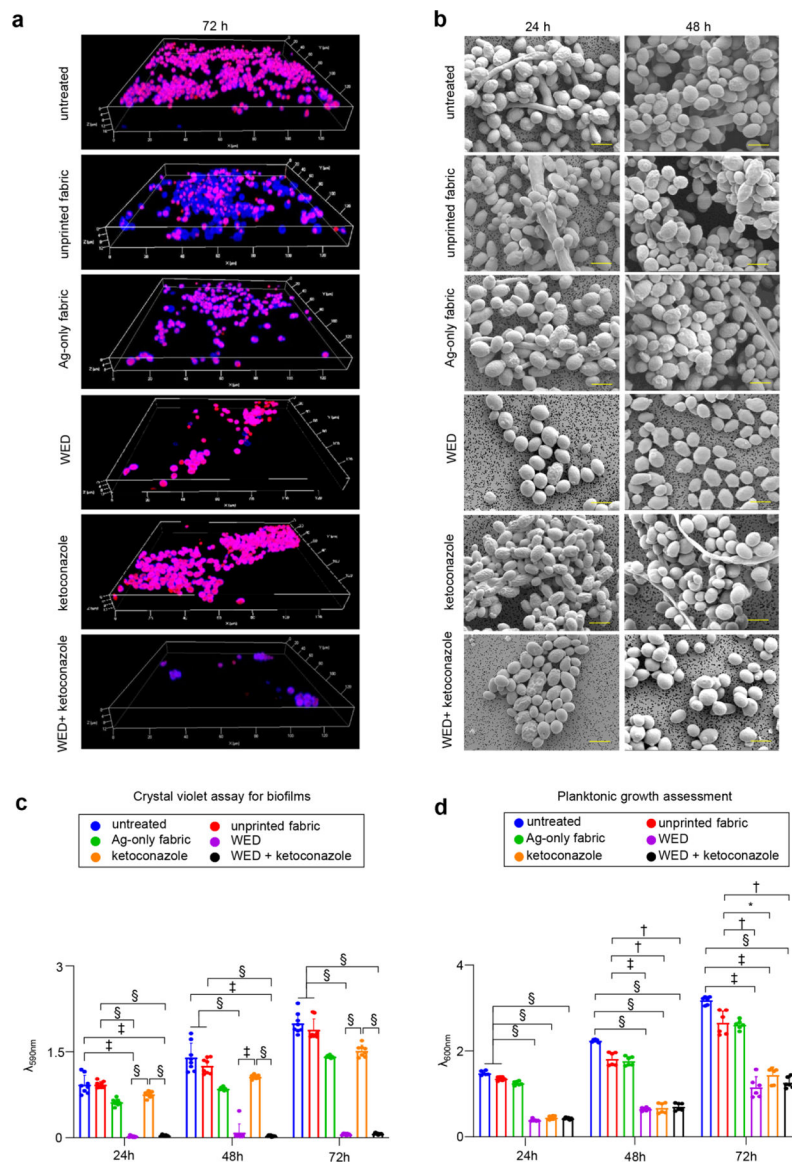 a
72 h
untreated
unprinted fabric
Ag-only fabric
WED
ketoconazole
WED+ ketoconazole
b
24 h
48 h
untreated
unprinted fabric
Ag-only fabric
WED
ketoconazole
WED+ ketoconazole
c
Crystal violet assay for biofilms
untreated
unprinted fabric
Ag-only fabric
WED
ketoconazole
WED + ketoconazole
λ590nm
3
1.5
0
§
‡
§
‡
§
§
§
‡
§
‡
§
§
§
§
§
24h
48h
72h
d
Planktonic growth assessment
untreated
unprinted fabric
Ag-only fabric
WED
ketoconazole
WED + ketoconazole
λ600nm
4
2
0
§
§
§
†
†
‡
§
§
§
†
*
†
§
‡
‡
24h
48h
72h